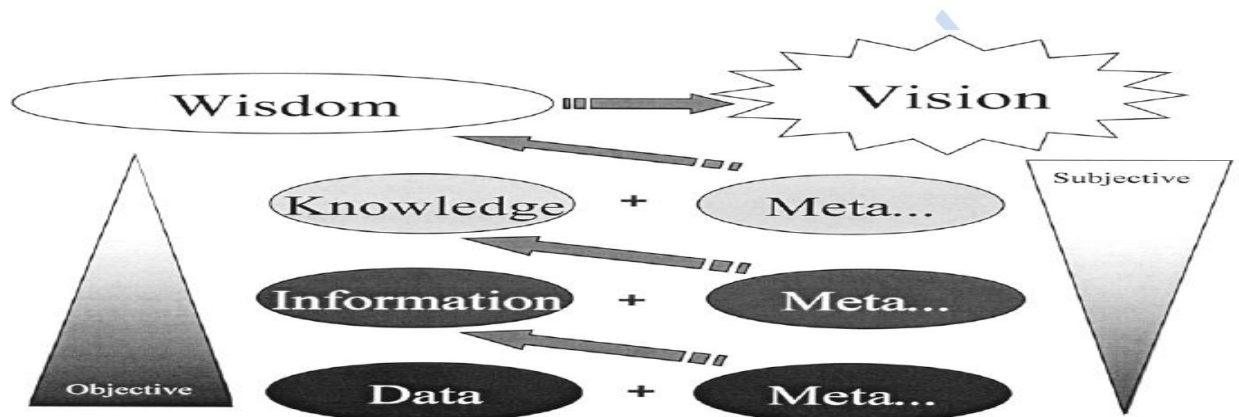 Wisdom Vision
Subjective
Knowledge + Meta...
Information + Meta...
Objective Data + Meta...